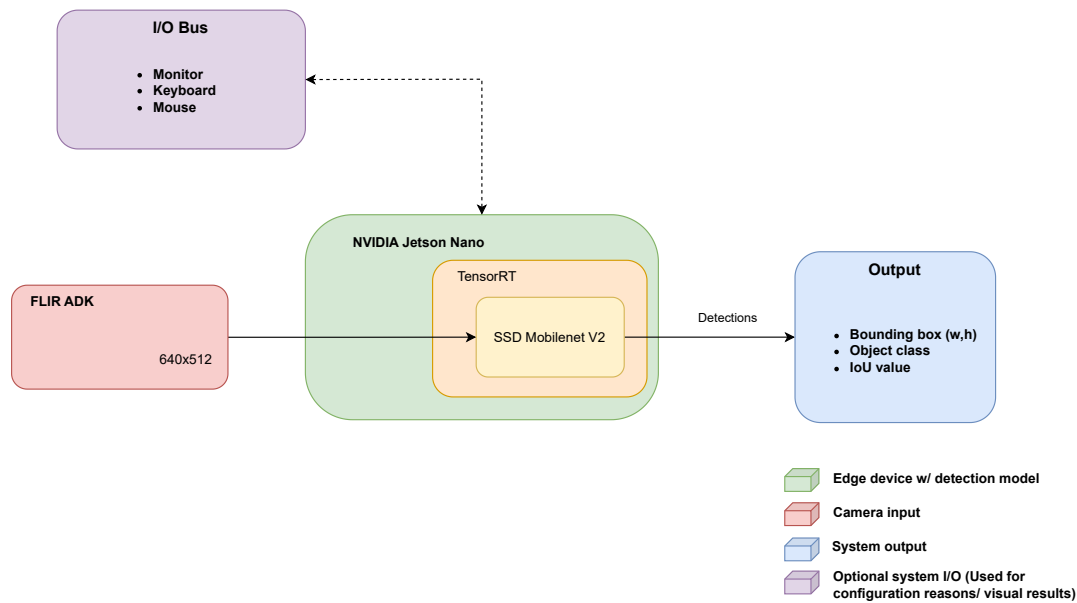 I/O Bus
• Monitor
• Keyboard
• Mouse
NVIDIA Jetson Nano
TensorRT
SSD Mobilenet V2
FLIR ADK
640x512
Detections
Output
• Bounding box (w,h)
• Object class
• IoU value
Edge device w/ detection model
Camera input
System output
Optional system I/O (Used for
configuration reasons/ visual results)